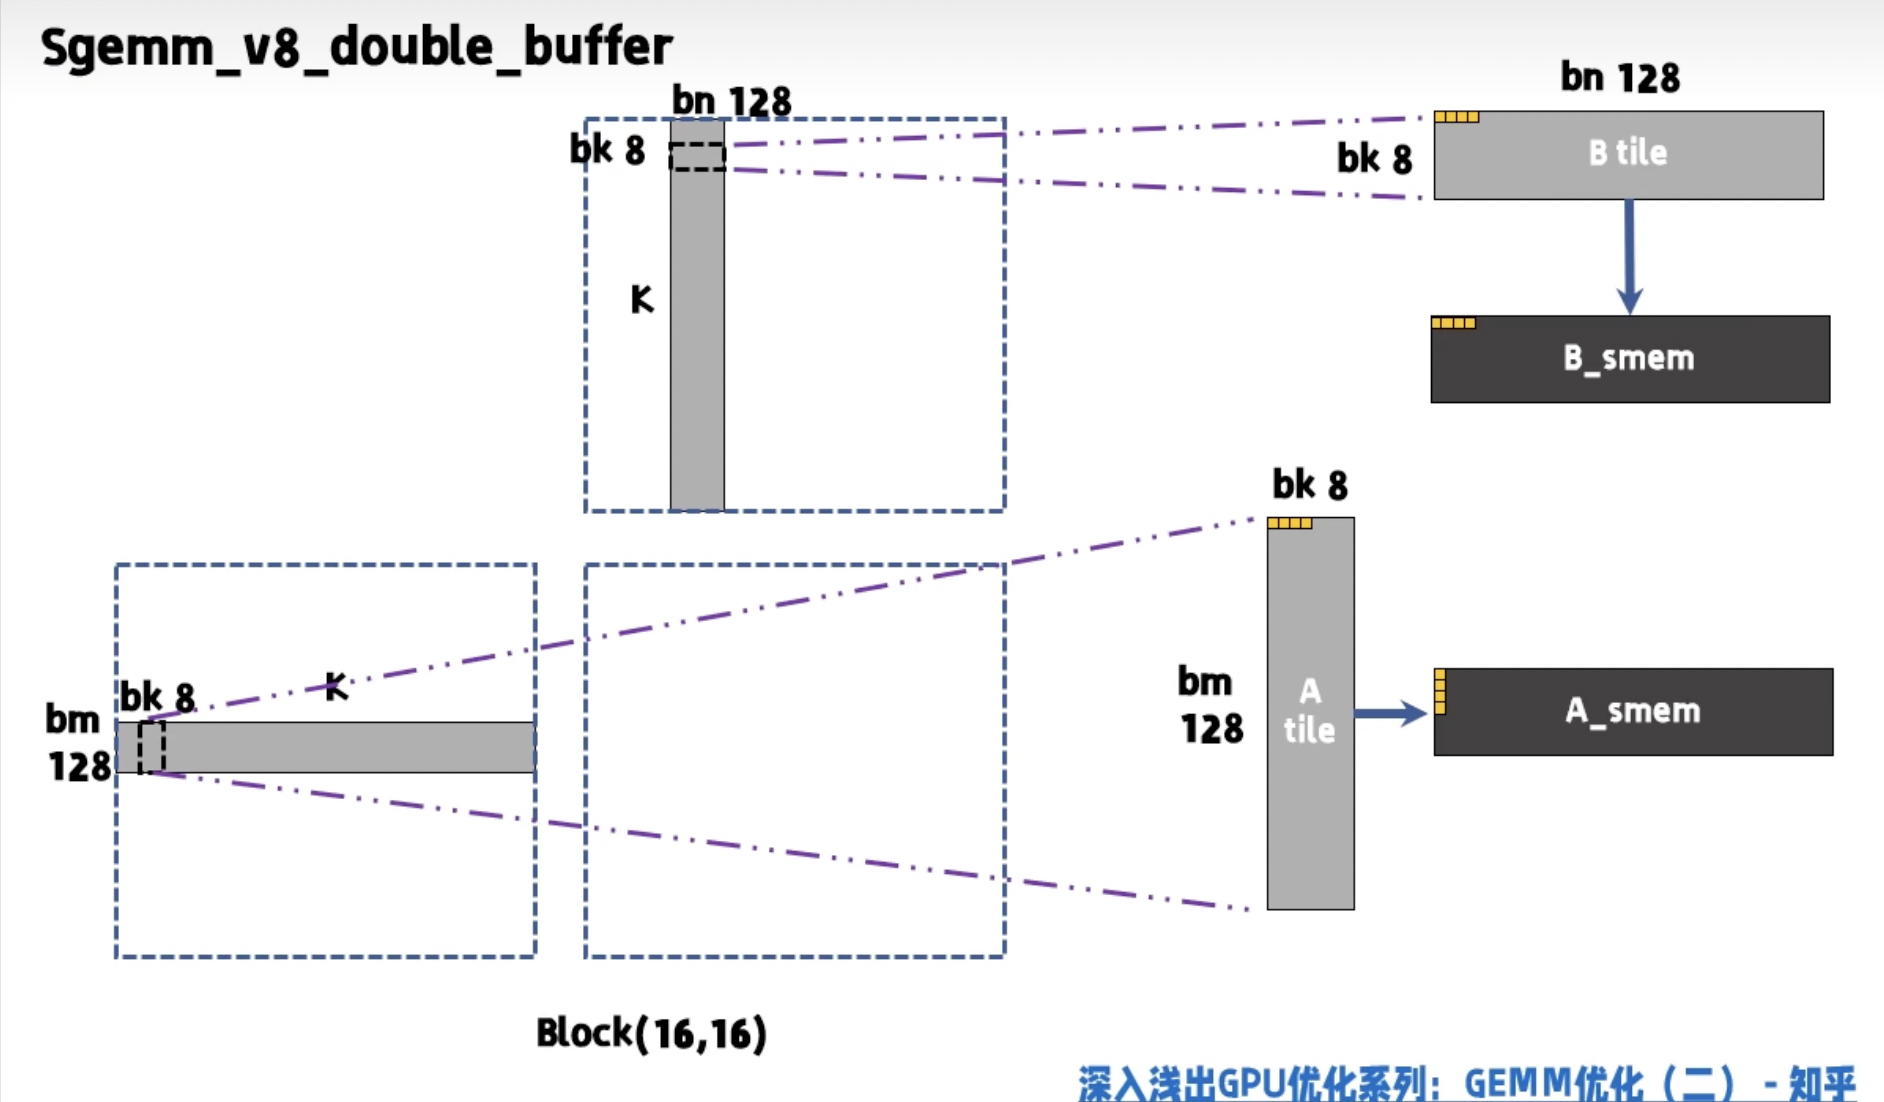 Sgemm_v8_double_buffer
bn 128
bk 8
K
bn 128
bk 8
B tile
B_smem
bk 8
bm
128
A
tile
A_smem
bk 8
K
bm
128
Block(16,16)
深入浅出GPU优化系列：GEMM优化（二） - 知乎